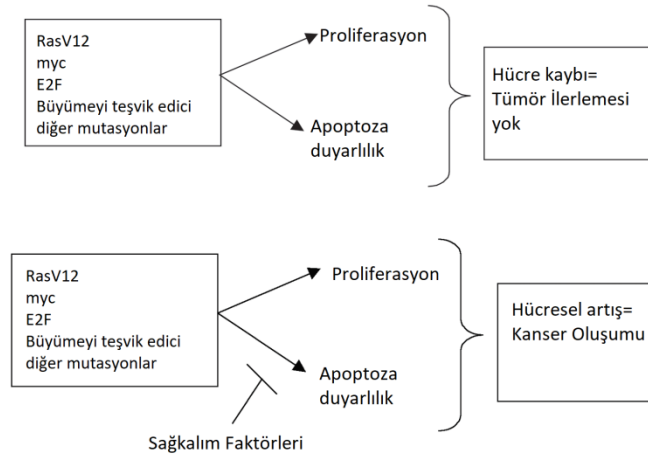 RasV12
myc
E2F
Büyümeyi teşvik edici
diğer mutasyonlar
Proliferasyon
Apoptoza
duyarlılık
Hücre kaybı=
Tümör İlerlemesi
yok
RasV12
myc
E2F
Büyümeyi teşvik edici
diğer mutasyonlar
Proliferasyon
Apoptoza
duyarlılık
Sağkalım Faktörleri
Hücresel artış=
Kanser Oluşumu